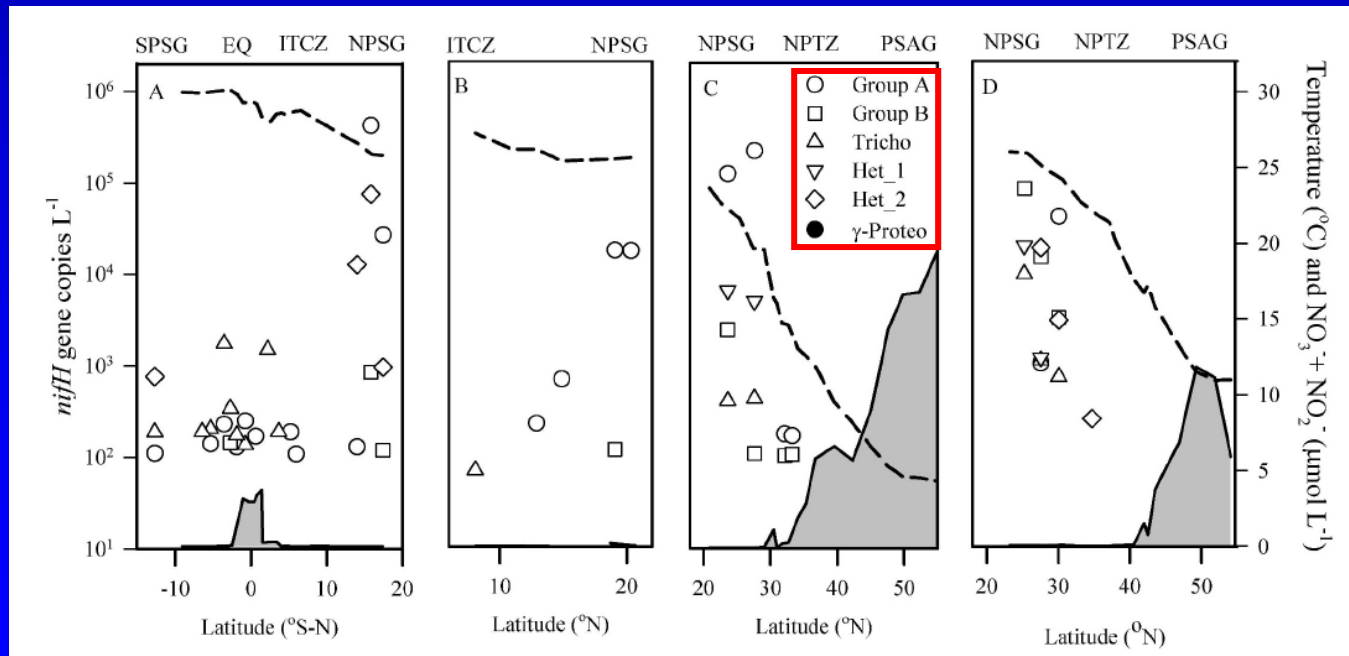 SPSG EQ ITCZ NPSG
ITCZ NPSG
NPSG NPTZ PSAG
NPSG NPTZ PSAG
A
B
C
D
Group A
Group B
Tricho
Het_1
Het_2
γ-Proteo
nifH gene copies L⁻¹
10⁶
10⁵
10⁴
10³
10²
10¹
-10 0 10 20
Latitude (°S-N)
10 20
Latitude (°N)
20 30 40 50
Latitude (°N)
20 30 40 50
Latitude (°N)
30
25
20
15
10
5
0
Temperature (°C) and NO₃⁻+ NO₂⁻ (μmol L⁻¹)